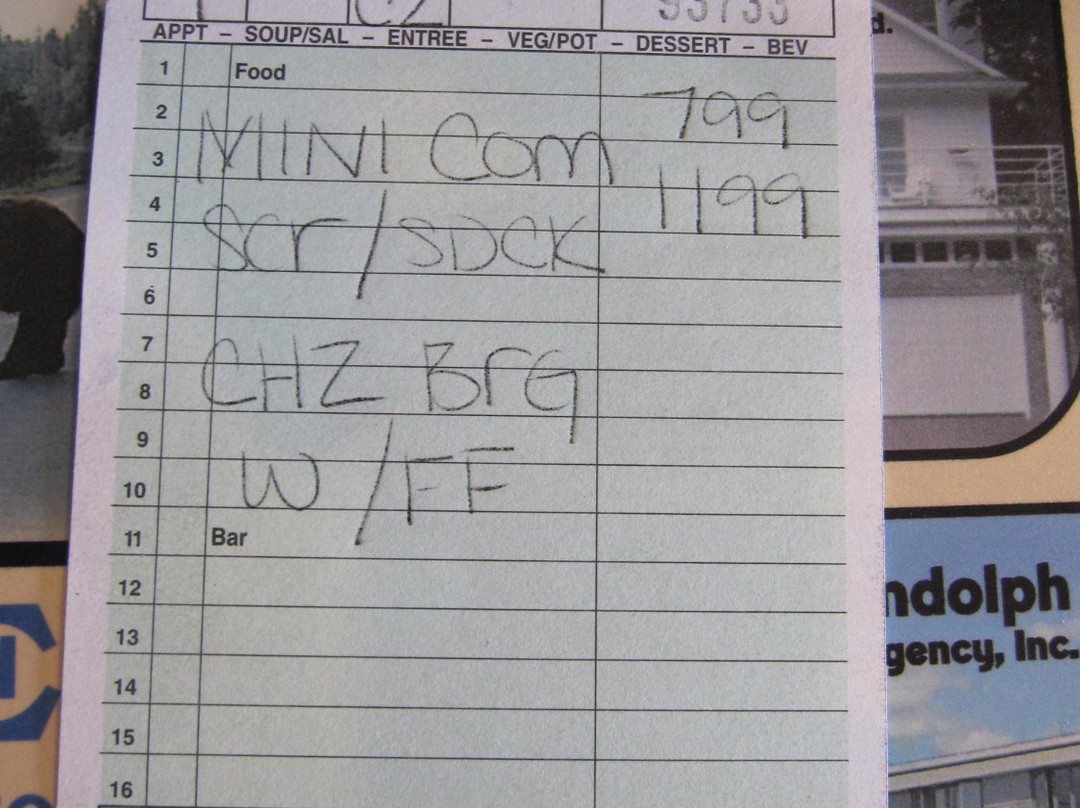 93733
APPT – SOUP/SAL – ENTREE – VEG/POT – DESSERT – BEV
1 Food
2 799
3 MINI Com
4 1199
5 Scr/SDCK
6
7
8 CHZ BrG
9
10 W/FF
11 Bar
12
13
14
15
16
d.
ndolph
gency, Inc.